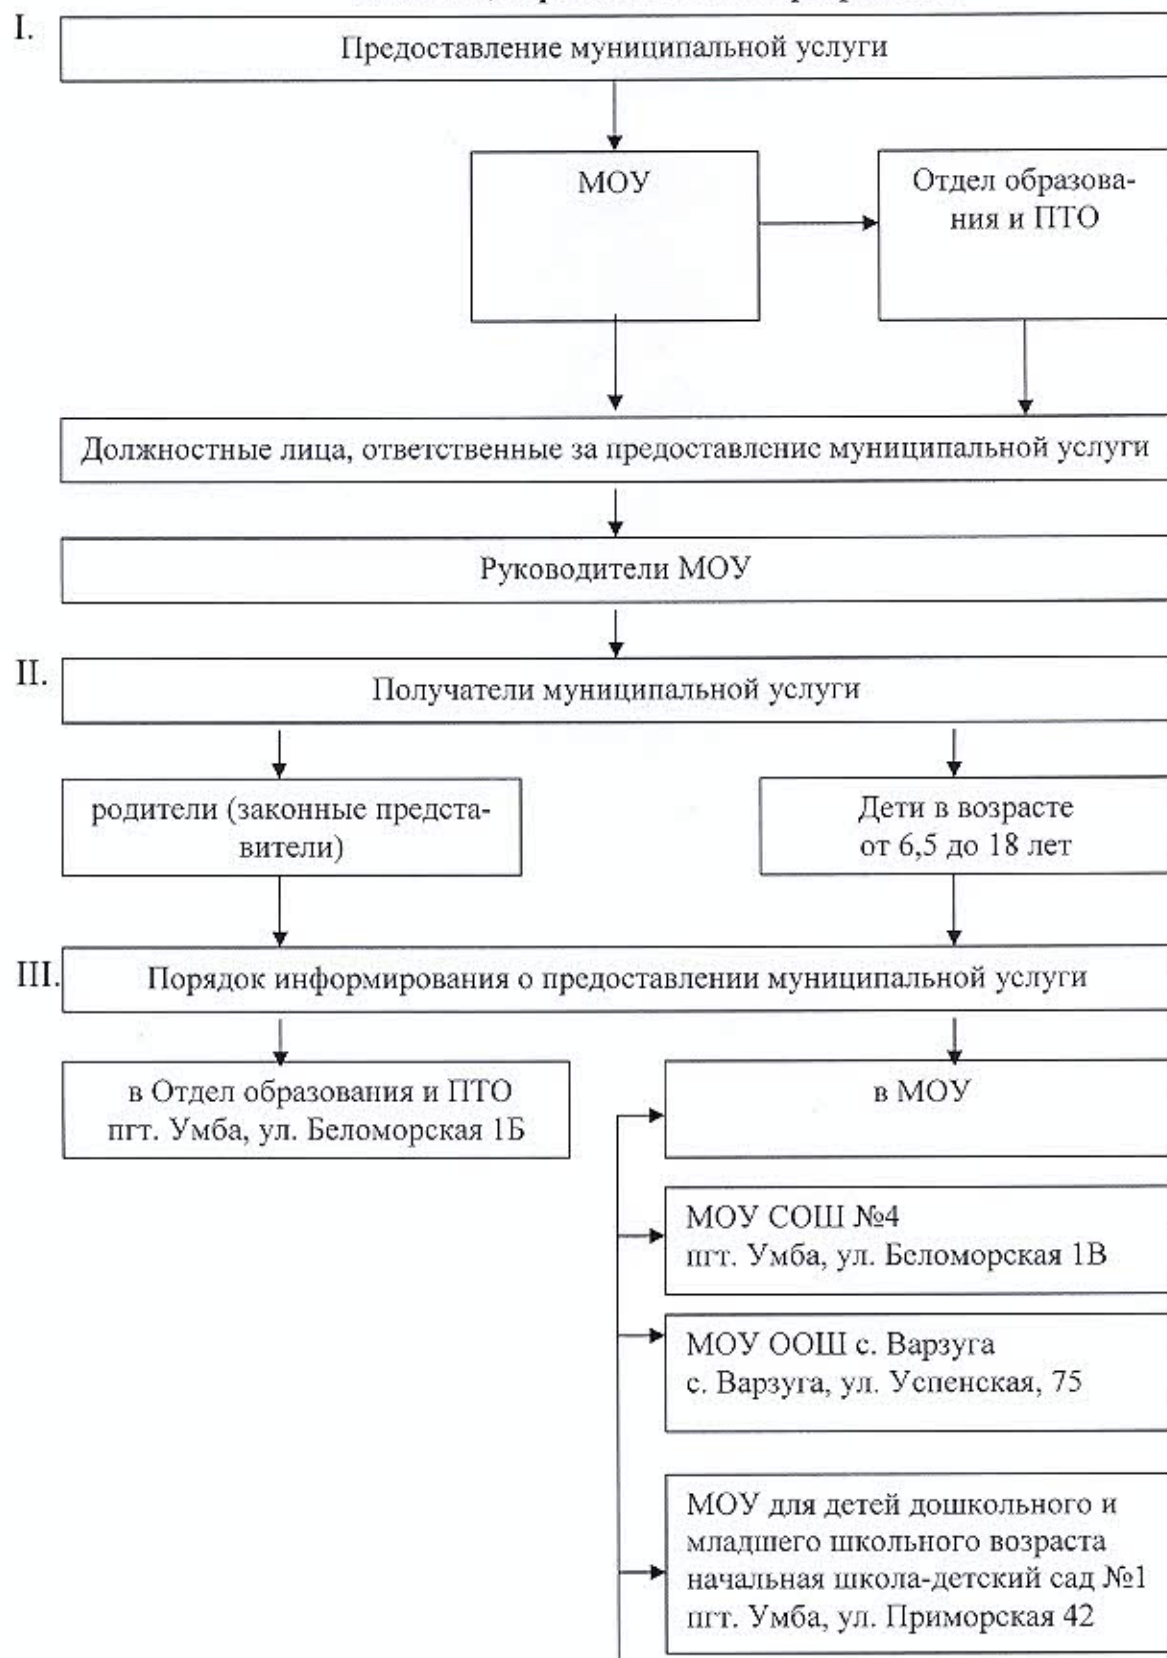 I.
Предоставление муниципальной услуги
МОУ
Отдел образова-
ния и ПТО
Должностные лица, ответственные за предоставление муниципальной услуги
Руководители МОУ
II.
Получатели муниципальной услуги
родители (законные предста-
вители)
Дети в возрасте
от 6,5 до 18 лет
III.
Порядок информирования о предоставлении муниципальной услуги
в Отдел образования и ПТО
пгт. Умба, ул. Беломорская 1Б
в МОУ
МОУ СОШ №4
пгт. Умба, ул. Беломорская 1В
МОУ ООШ с. Варзуга
с. Варзуга, ул. Успенская, 75
МОУ для детей дошкольного и
младшего школьного возраста
начальная школа-детский сад №1
пгт. Умба, ул. Приморская 42